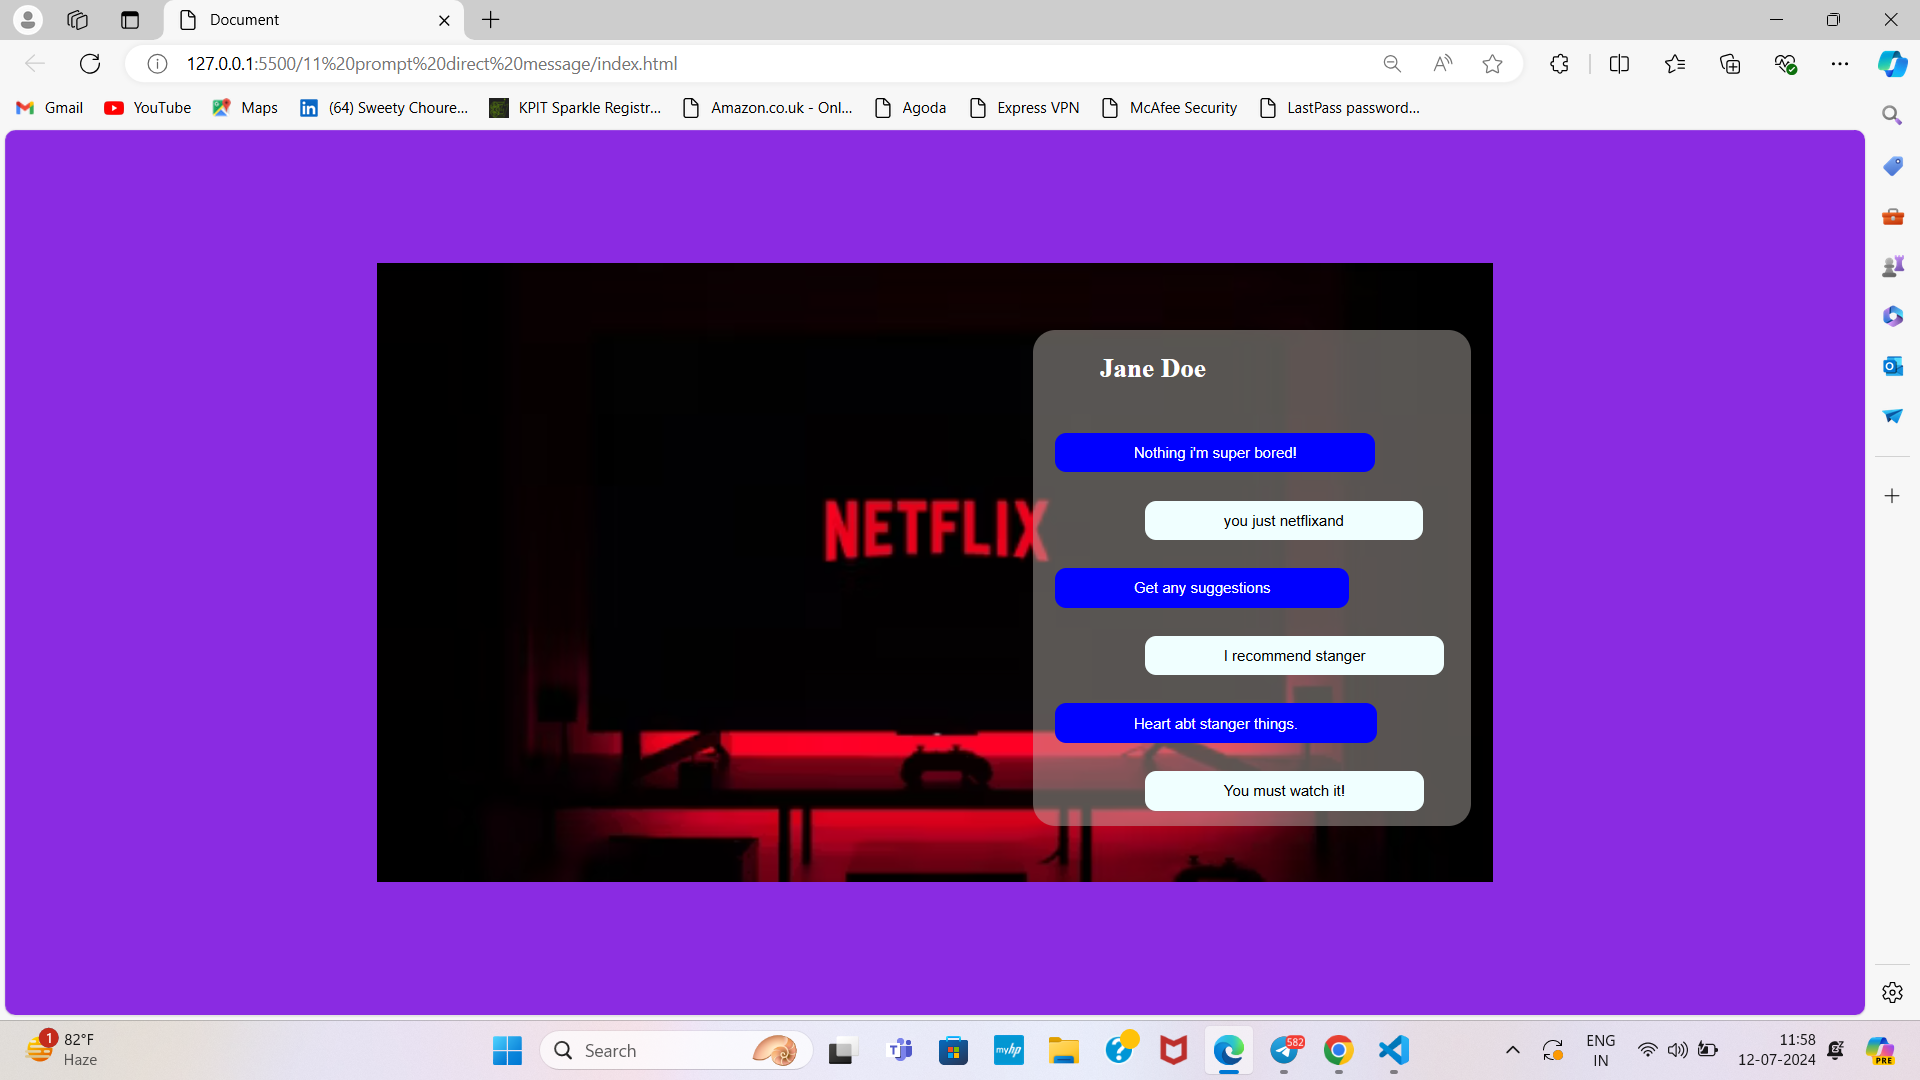 Document
127.0.0.1:5500/11%20prompt%20direct%20message/index.html
Gmail
YouTube
Maps
(64) Sweety Choure...
KPIT Sparkle Registr...
Amazon.co.uk - Onl...
Agoda
Express VPN
McAfee Security
LastPass password...
Jane Doe
Nothing i'm super bored!
NETFLIX
you just netflixand
Get any suggestions
I recommend stanger
Heart abt stanger things.
You must watch it!
1
82°F
Haze
Search
myhp
582
ENG
IN
11:58
12-07-2024
PRE